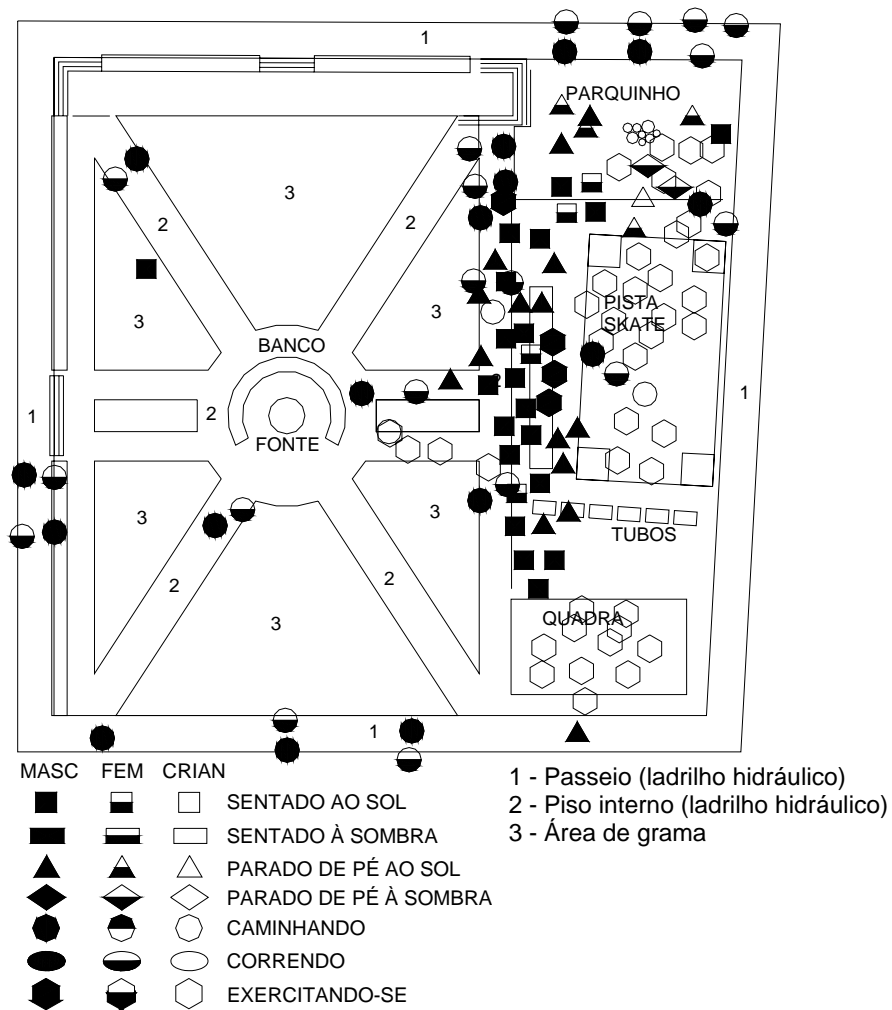 1
PARQUINHO
3
2
2
3
3
PISTA
SKATE
BANCO
2
1
1
2
FONTE
3
3
TUBOS
2
2
QUADRA
3
1
MASC FEM CRIAN
SENTADO AO SOL
SENTADO À SOMBRA
PARADO DE PÉ AO SOL
PARADO DE PÉ À SOMBRA
CAMINHANDO
CORRENDO
EXERCITANDO-SE
1 - Passeio (ladrilho hidráulico)
2 - Piso interno (ladrilho hidráulico)
3 - Área de grama